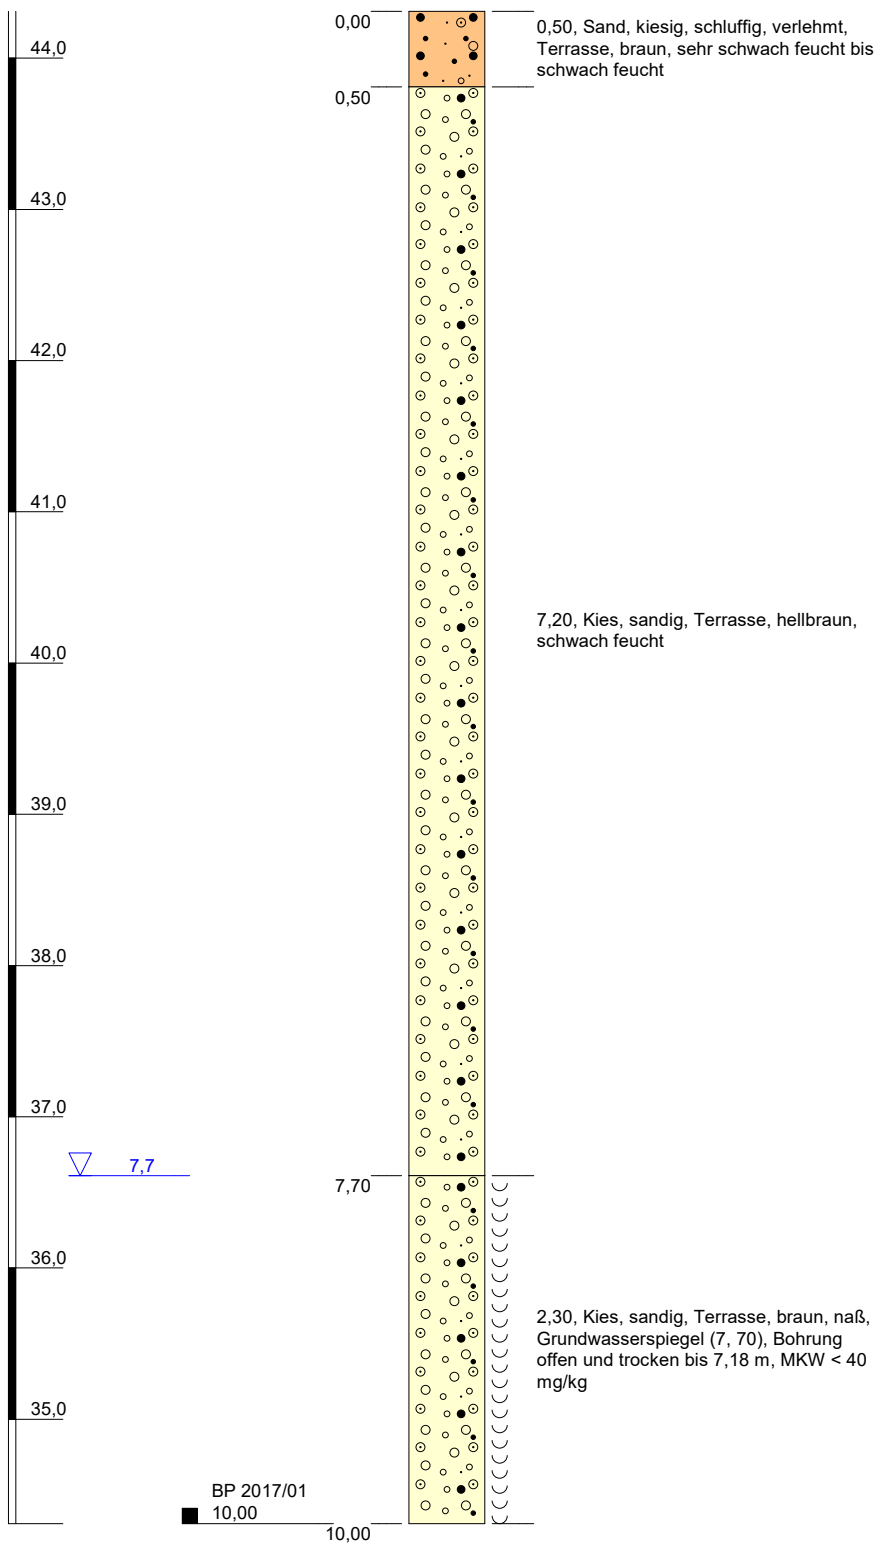 0,00
0,50, Sand, kiesig, schluffig, verlehmt,
Terrasse, braun, sehr schwach feucht bis
schwach feucht
44,0
0,50
43,0
42,0
41,0
7,20, Kies, sandig, Terrasse, hellbraun,
schwach feucht
40,0
39,0
38,0
37,0
7,7
7,70
36,0
2,30, Kies, sandig, Terrasse, braun, naß,
Grundwasserspiegel (7, 70), Bohrung
offen und trocken bis 7,18 m, MKW < 40
mg/kg
35,0
BP 2017/01
10,00
10,00